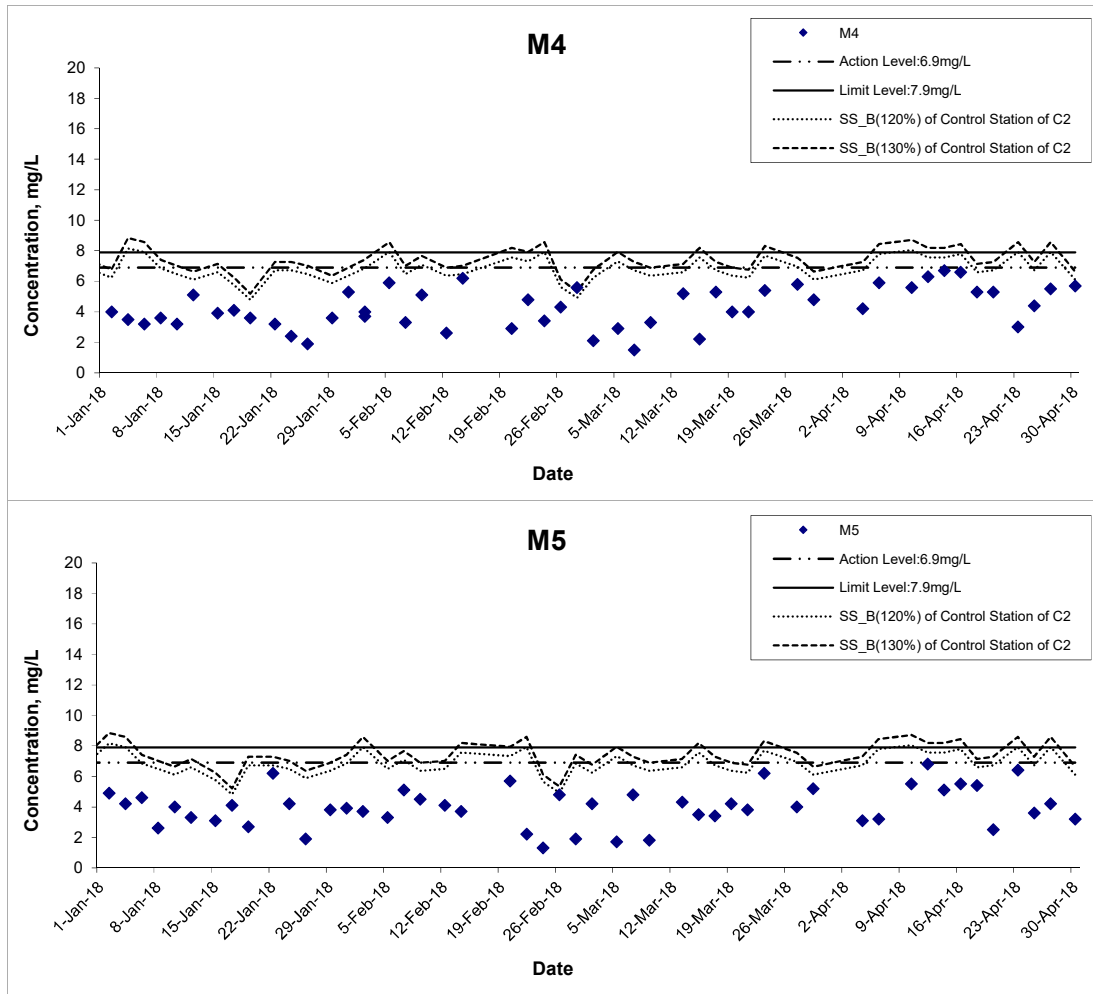 M4
M4
Action Level:6.9mg/L
Limit Level:7.9mg/L
SS_B(120%) of Control Station of C2
SS_B(130%) of Control Station of C2
20
18
16
14
12
10
8
6
4
2
0
Concentration, mg/L
1-Jan-18
8-Jan-18
15-Jan-18
22-Jan-18
29-Jan-18
5-Feb-18
12-Feb-18
19-Feb-18
26-Feb-18
5-Mar-18
12-Mar-18
19-Mar-18
26-Mar-18
2-Apr-18
9-Apr-18
16-Apr-18
23-Apr-18
30-Apr-18
Date
M5
M5
Action Level:6.9mg/L
Limit Level:7.9mg/L
SS_B(120%) of Control Station of C2
SS_B(130%) of Control Station of C2
20
18
16
14
12
10
8
6
4
2
0
Concentration, mg/L
1-Jan-18
8-Jan-18
15-Jan-18
22-Jan-18
29-Jan-18
5-Feb-18
12-Feb-18
19-Feb-18
26-Feb-18
5-Mar-18
12-Mar-18
19-Mar-18
26-Mar-18
2-Apr-18
9-Apr-18
16-Apr-18
23-Apr-18
30-Apr-18
Date